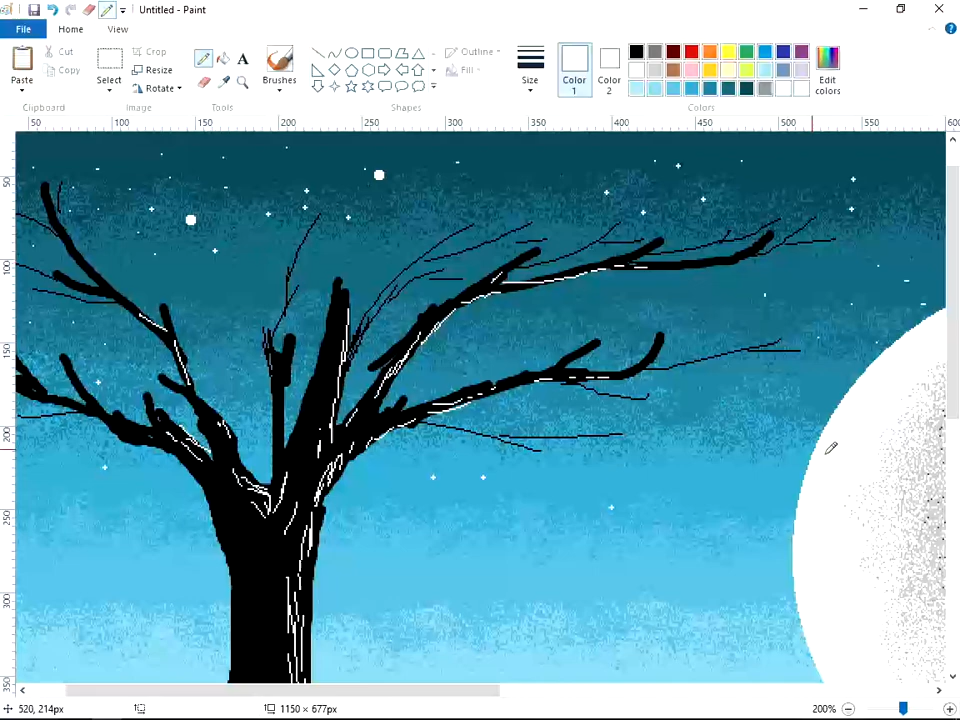 Untitled - Paint
File
Home
View
Paste
Cut
Copy
Clipboard
Select
Crop
Resize
Rotate
Image
A
Tools
Brushes
Outline
Fill
Shapes
Size
Color
1
Color
2
Edit
colors
Colors
50
100
150
200
250
300
350
400
450
500
550
600
50
100
150
200
250
300
350
520, 214px
1150 × 677px
200%